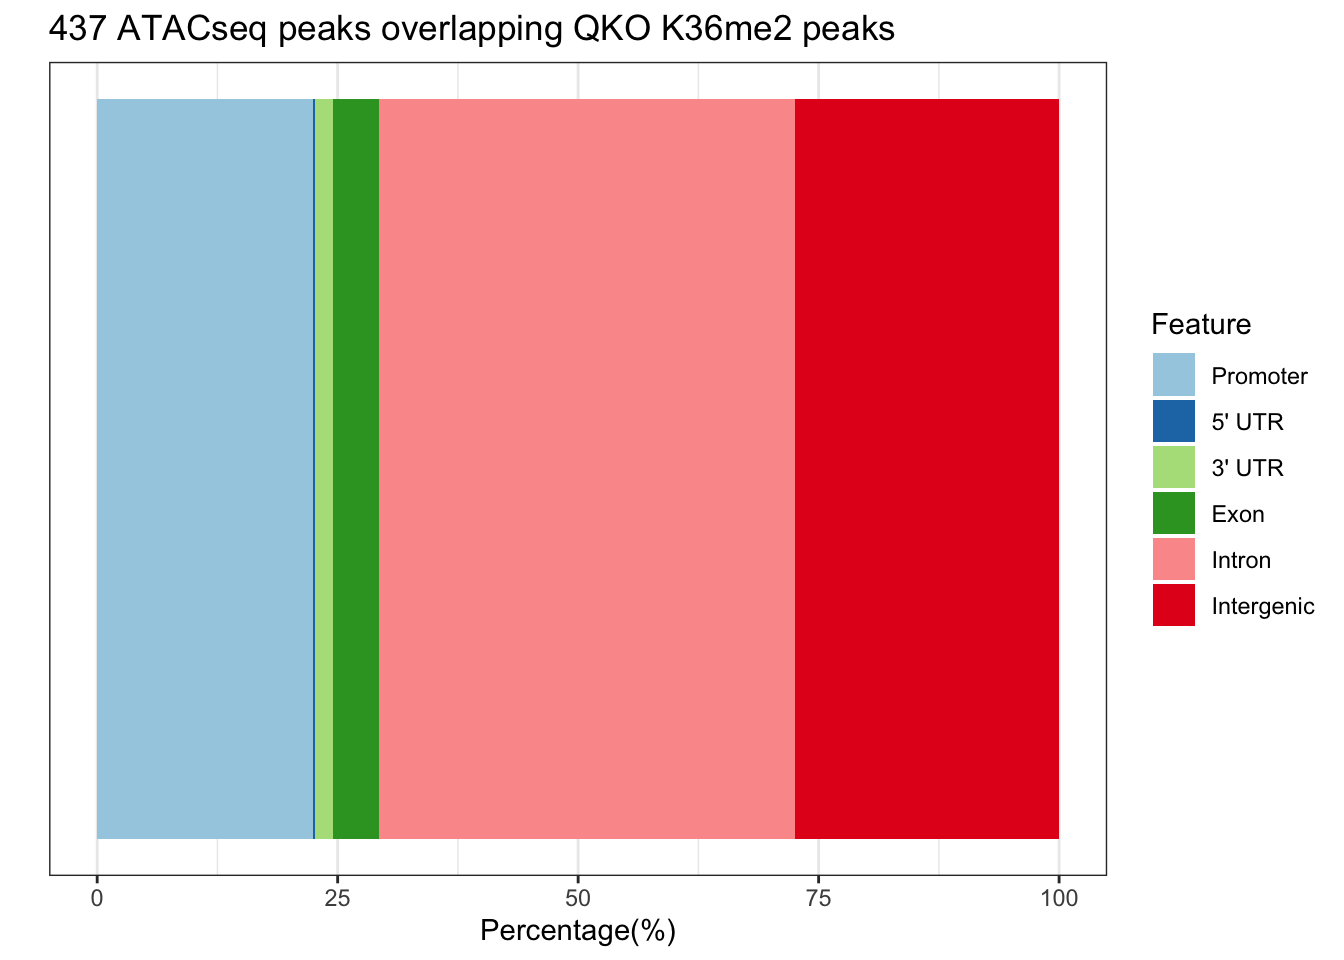 437 ATACseq peaks overlapping QKO K36me2 peaks
Feature
Promoter
5' UTR
3' UTR
Exon
Intron
Intergenic
0 25 50 75 100
Percentage(%)